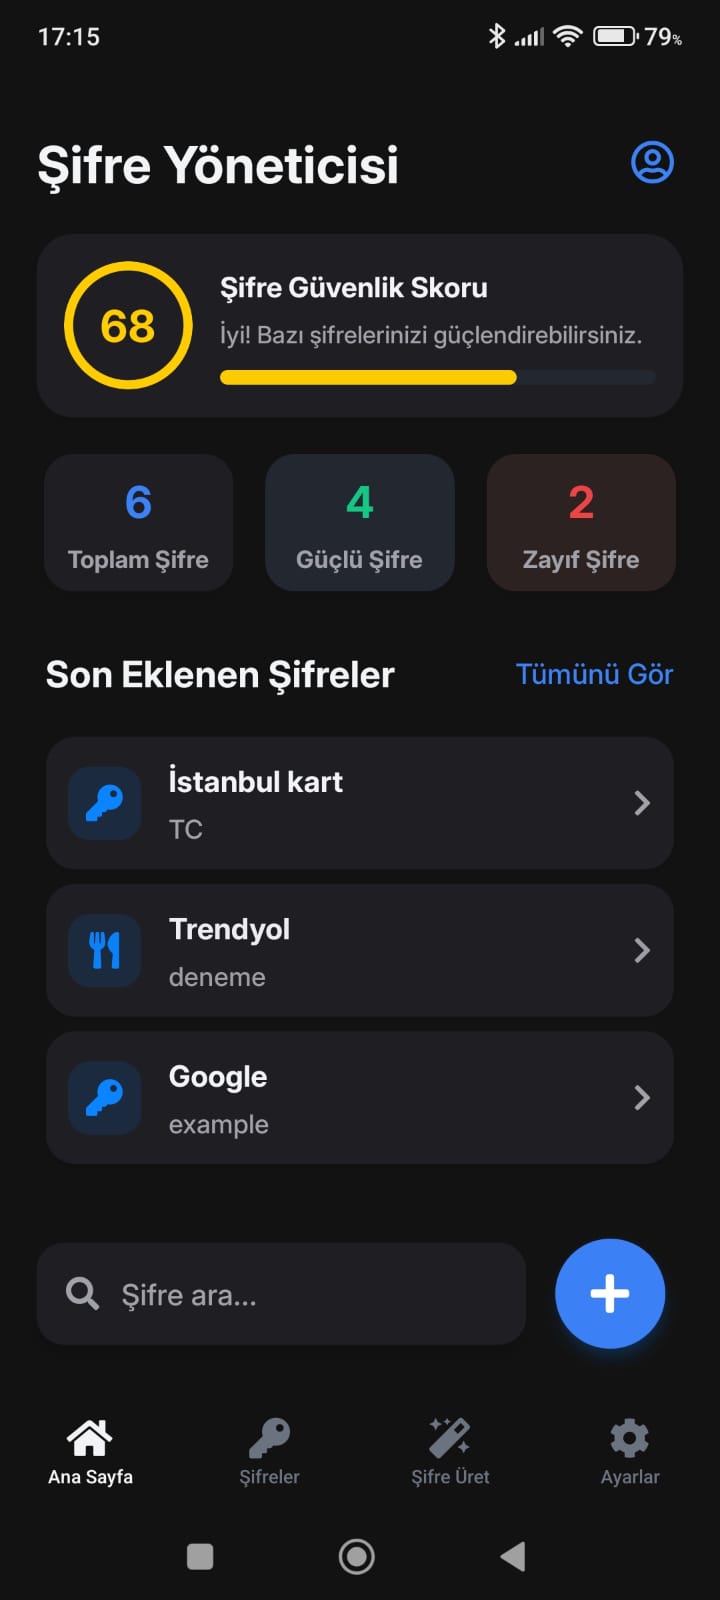 17:15
79%
Şifre Yöneticisi
68
Şifre Güvenlik Skoru
İyi! Bazı şifrelerinizi güçlendirebilirsiniz.
6
Toplam Şifre
4
Güçlü Şifre
2
Zayıf Şifre
Son Eklenen Şifreler
Tümünü Gör
İstanbul kart
TC
Trendyol
deneme
Google
example
Şifre ara...
Ana Sayfa
Şifreler
Şifre Üret
Ayarlar